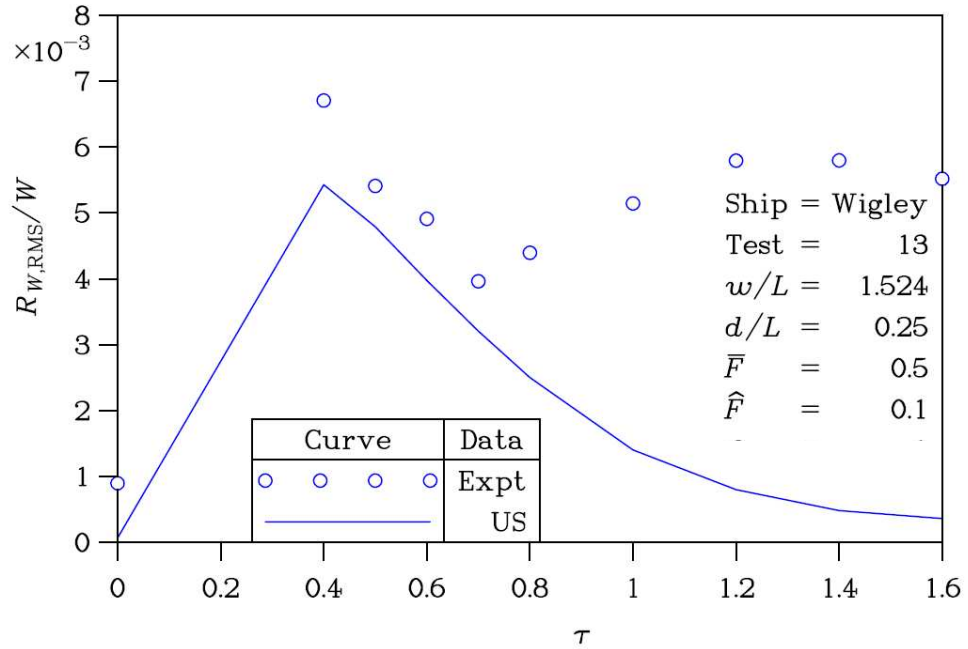 8
×10⁻³
7
6
5
4
3
2
1
0
R_W,RMS/W
Ship = Wigley
Test = 13
w/L = 1.524
d/L = 0.25
F̅ = 0.5
F̂ = 0.1
Curve Data
Expt
US
0 0.2 0.4 0.6 0.8 1 1.2 1.4 1.6
τ